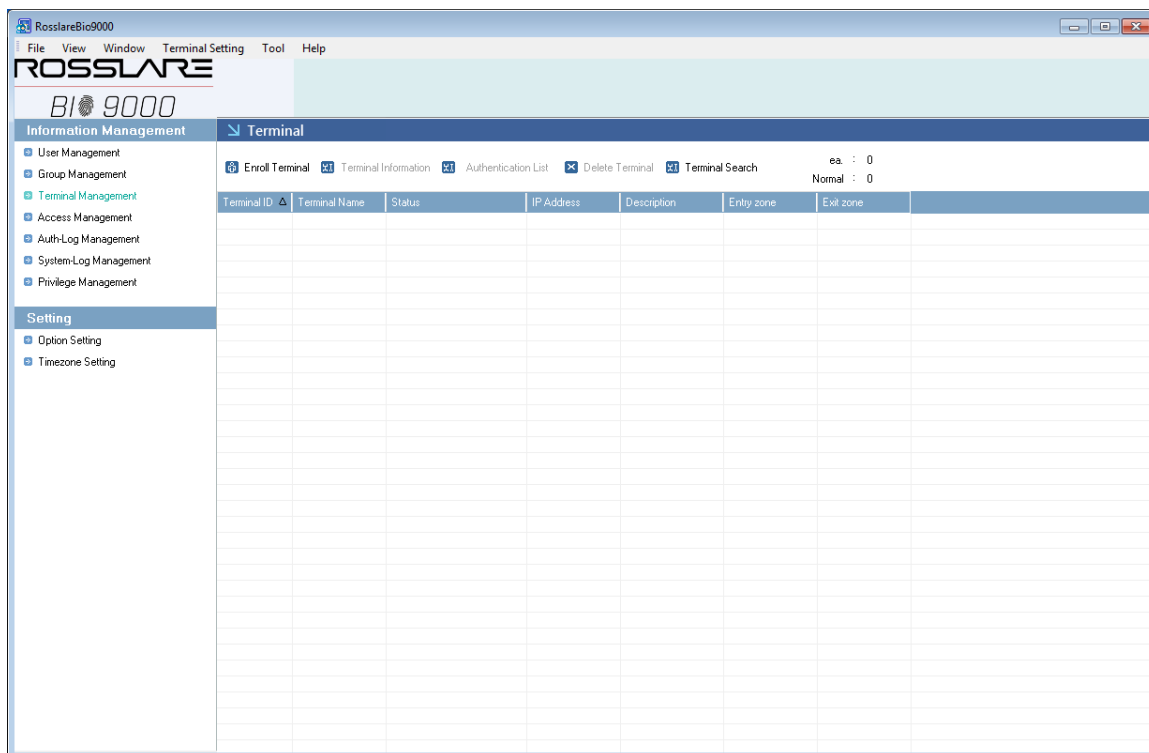 RosslareBio9000
File View Window Terminal Setting Tool Help
ROSSLARE
BIO 9000
Information Management
User Management
Group Management
Terminal Management
Access Management
Auth-Log Management
System-Log Management
Privilege Management
Setting
Option Setting
Timezone Setting
Terminal
Enroll Terminal Terminal Information Authentication List Delete Terminal Terminal Search
ea. : 0
Normal : 0
Terminal ID Terminal Name Status IP Address Description Entry zone Exit zone